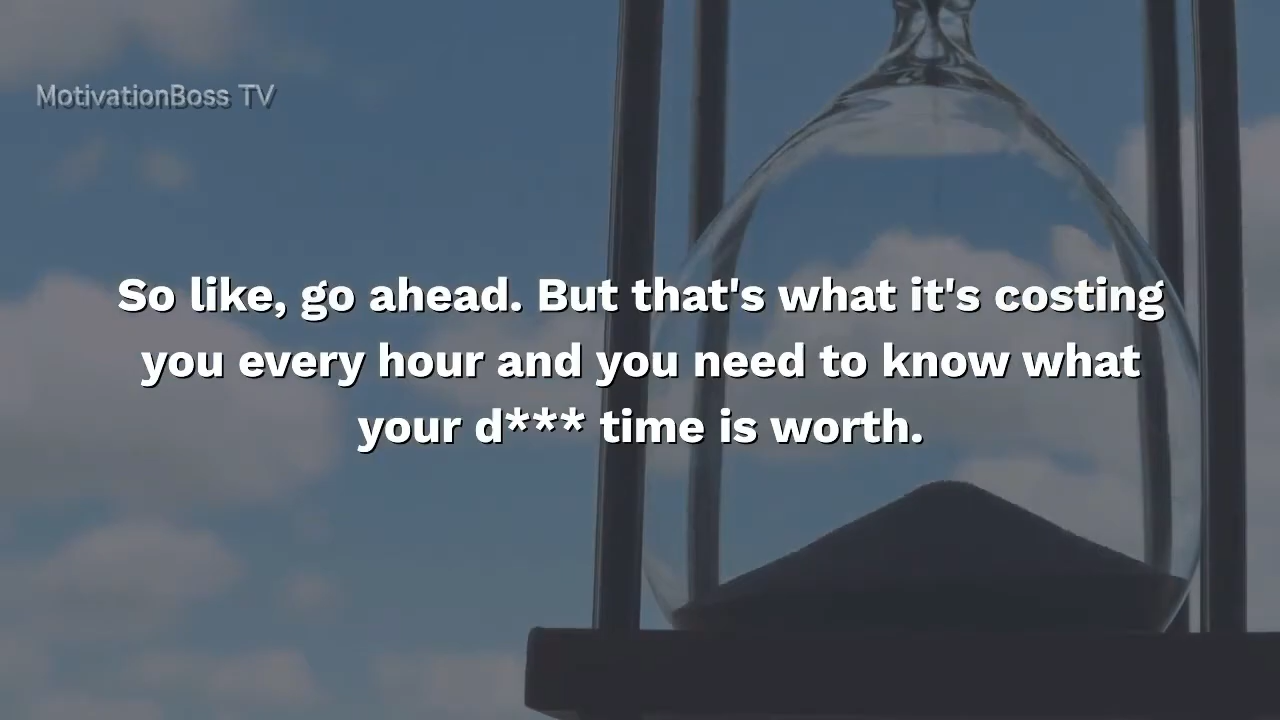 MotivationBoss TV
So like, go ahead. But that's what it's costing
you every hour and you need to know what
your d*** time is worth.